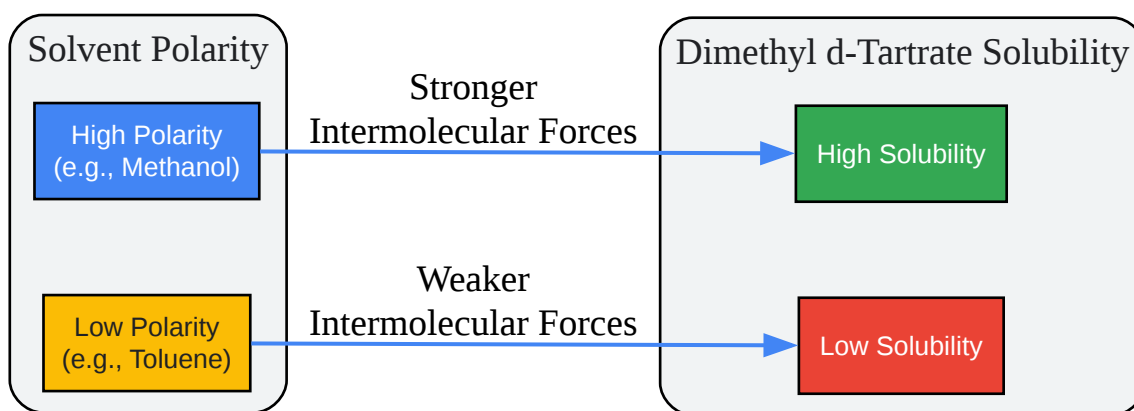 Solvent Polarity
Dimethyl d-Tartrate Solubility
Stronger
Intermolecular Forces
High Polarity
(e.g., Methanol)
High Solubility
Weaker
Intermolecular Forces
Low Polarity
(e.g., Toluene)
Low Solubility